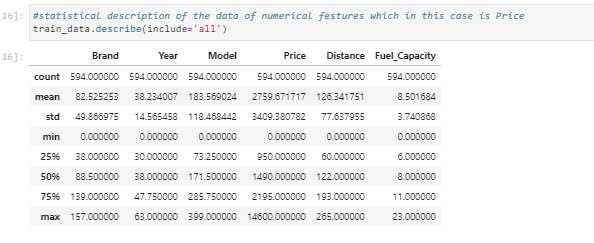 16]: #statistical description of the data of numerical festures which in this case is Price
train_data.describe(include='all')
16]:
Brand Year Model Price Distance Fuel_Capacity
count 594.000000 594.000000 594.000000 594.000000 594.000000 594.000000
mean 82.525253 38.234007 183.569024 2759.671717 126.341751 8.501684
std 49.866975 14.565458 118.468442 3409.380782 77.637955 3.740868
min 0.000000 0.000000 0.000000 0.000000 0.000000 0.000000
25% 38.000000 30.000000 73.250000 950.000000 60.000000 6.000000
50% 88.500000 38.000000 171.500000 1490.000000 122.000000 8.000000
75% 139.000000 47.750000 285.750000 2195.000000 193.000000 11.000000
max 157.000000 63.000000 399.000000 14600.000000 265.000000 23.000000